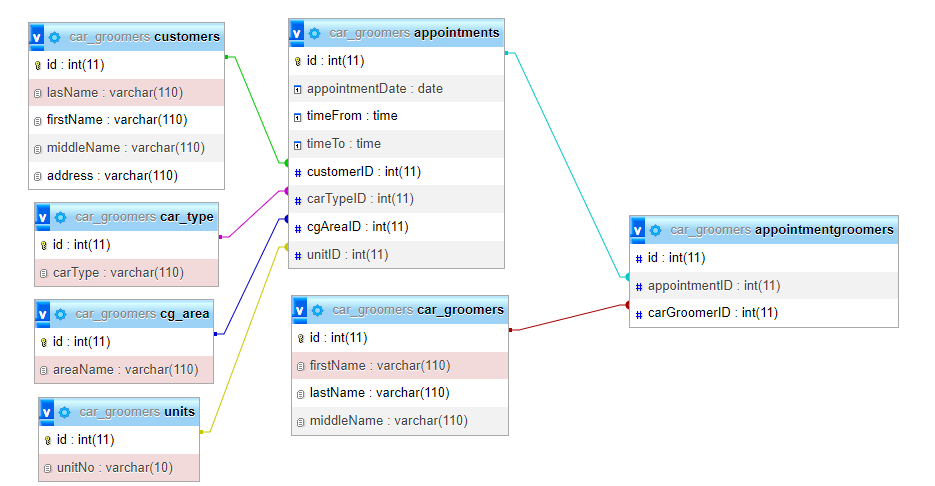 car_groomers customers
id : int(11)
lasName : varchar(110)
firstName : varchar(110)
middleName : varchar(110)
address : varchar(110)
car_groomers car_type
id : int(11)
carType : varchar(110)
car_groomers cg_area
id : int(11)
areaName : varchar(110)
car_groomers units
id : int(11)
unitNo : varchar(10)
car_groomers appointments
id : int(11)
appointmentDate : date
timeFrom : time
timeTo : time
customerID : int(11)
carTypeID : int(11)
cgAreaID : int(11)
unitID : int(11)
car_groomers car_groomers
id : int(11)
firstName : varchar(110)
lastName : varchar(110)
middleName : varchar(110)
car_groomers appointmentgroomers
id : int(11)
appointmentID : int(11)
carGroomerID : int(11)